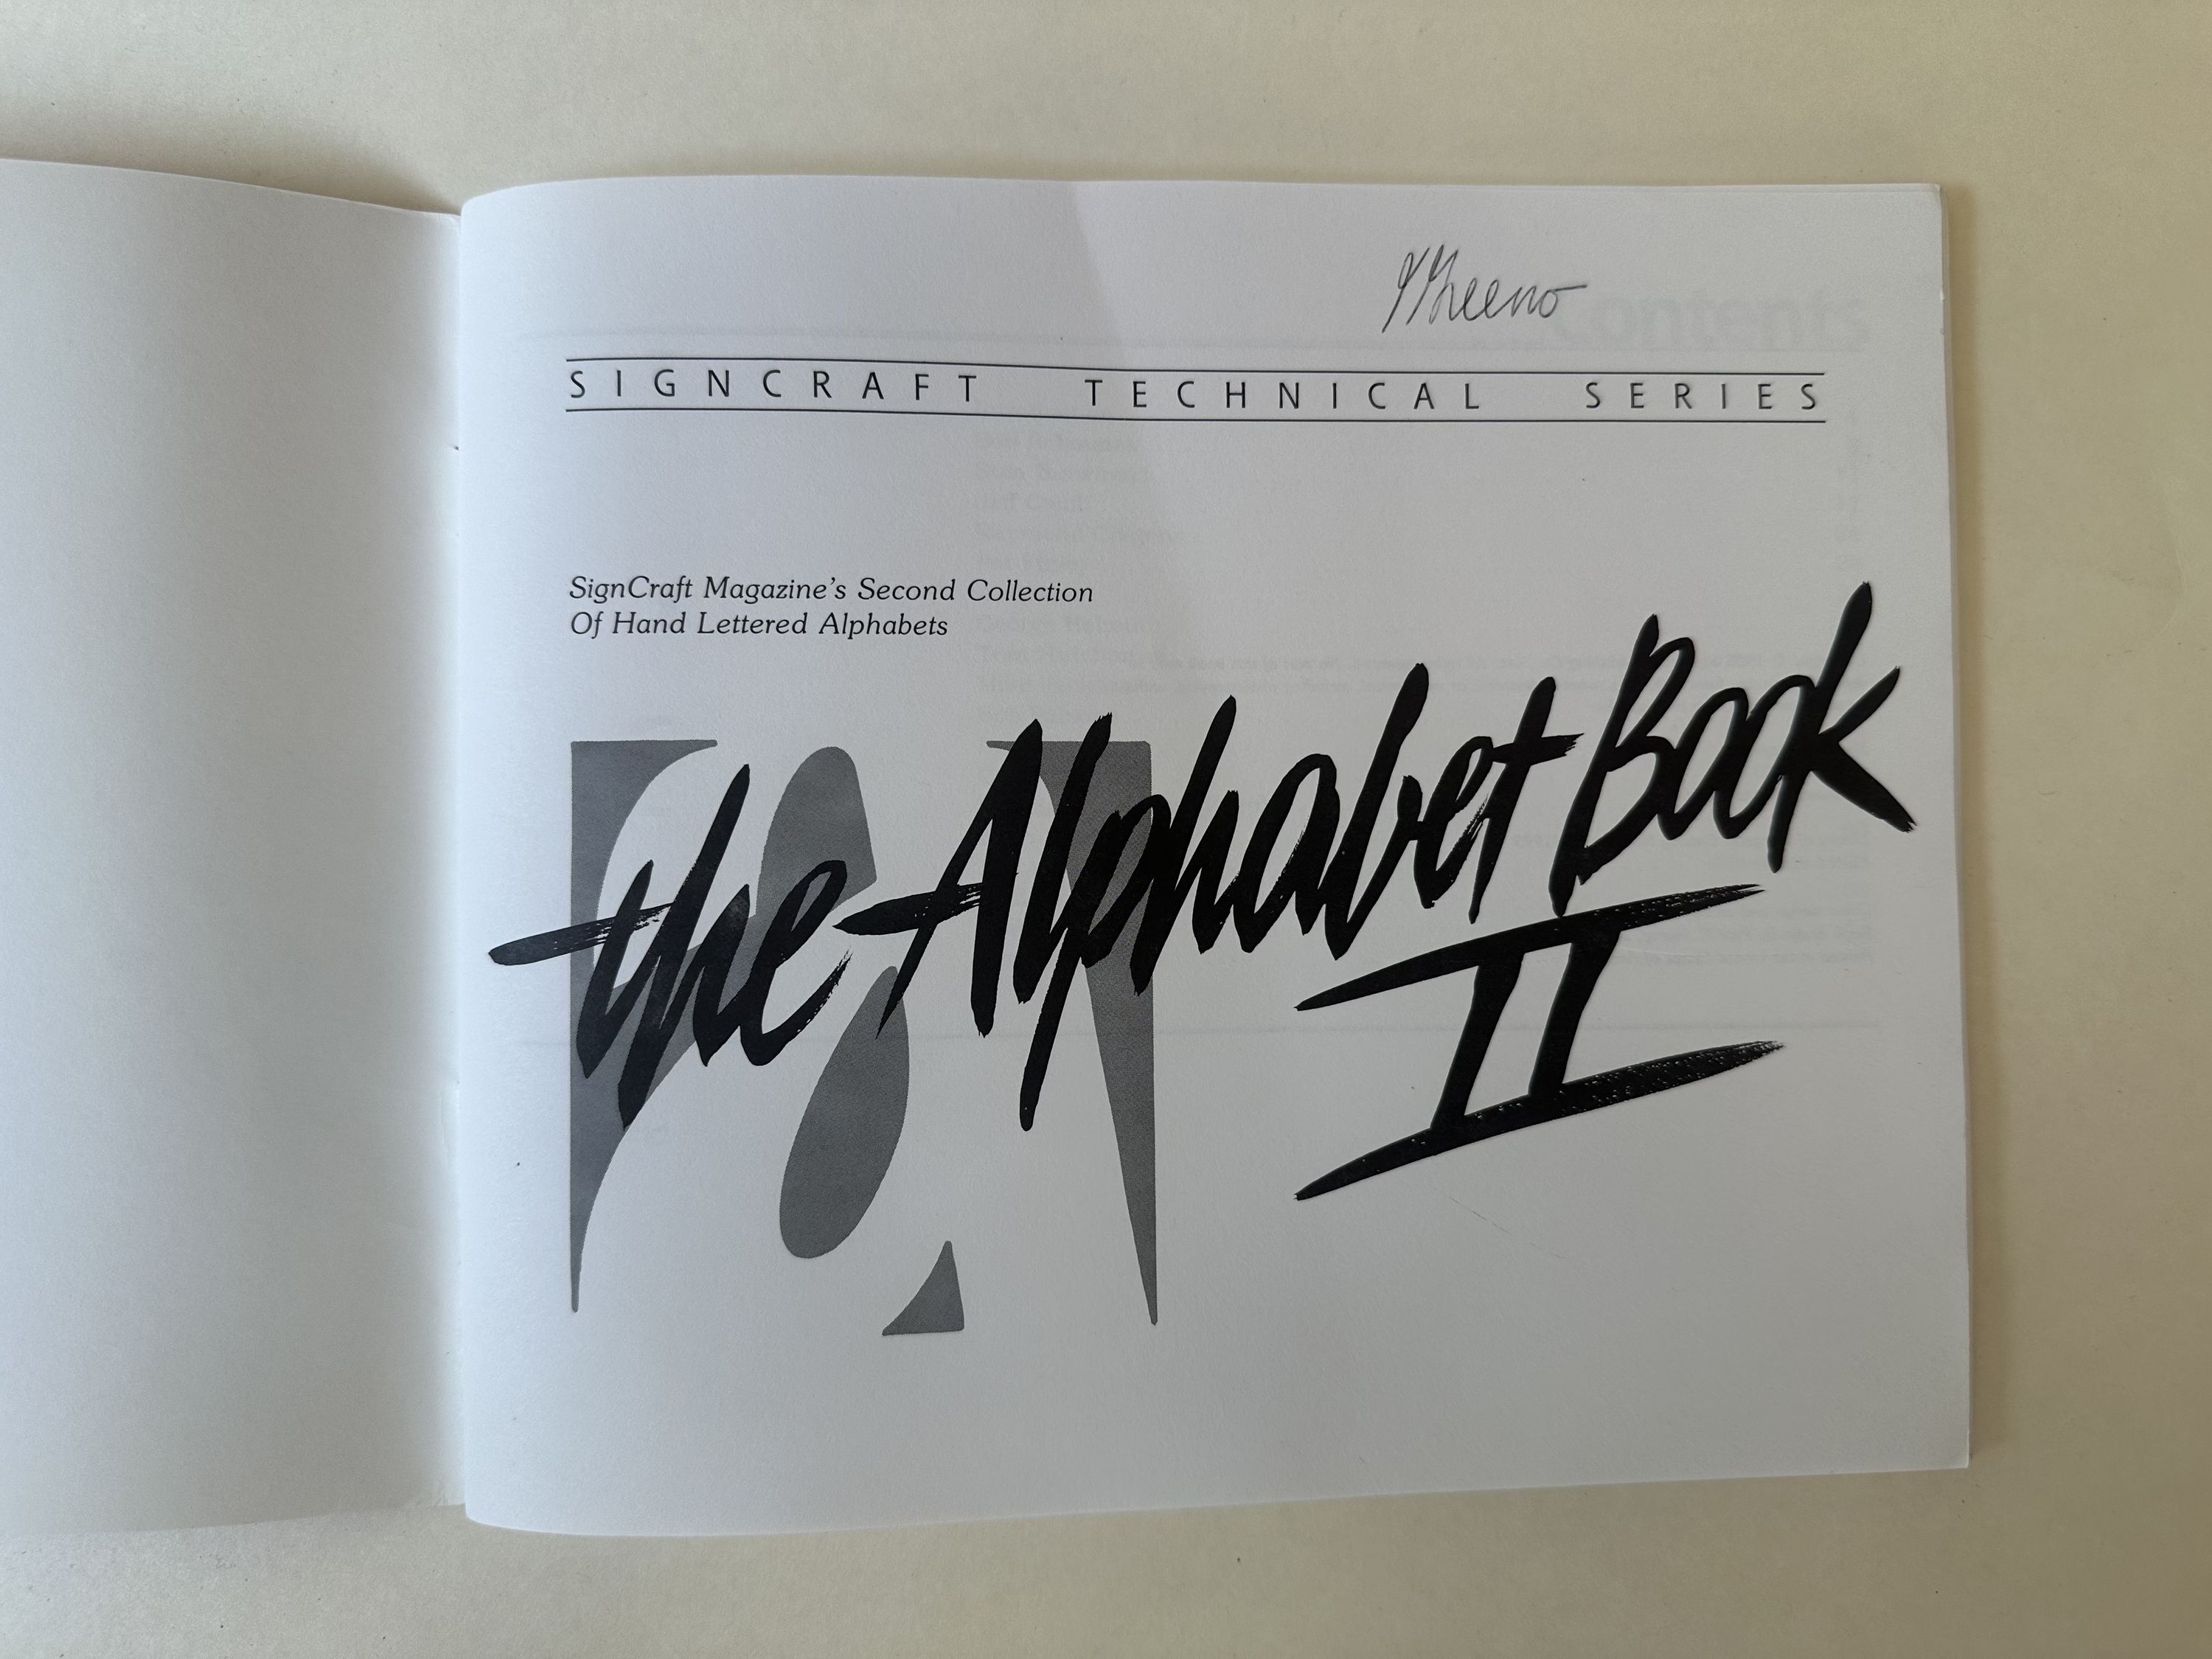 SIGNCRAFT TECHNICAL SERIES
SignCraft Magazine's Second Collection
Of Hand Lettered Alphabets
the Alphabet Book
II